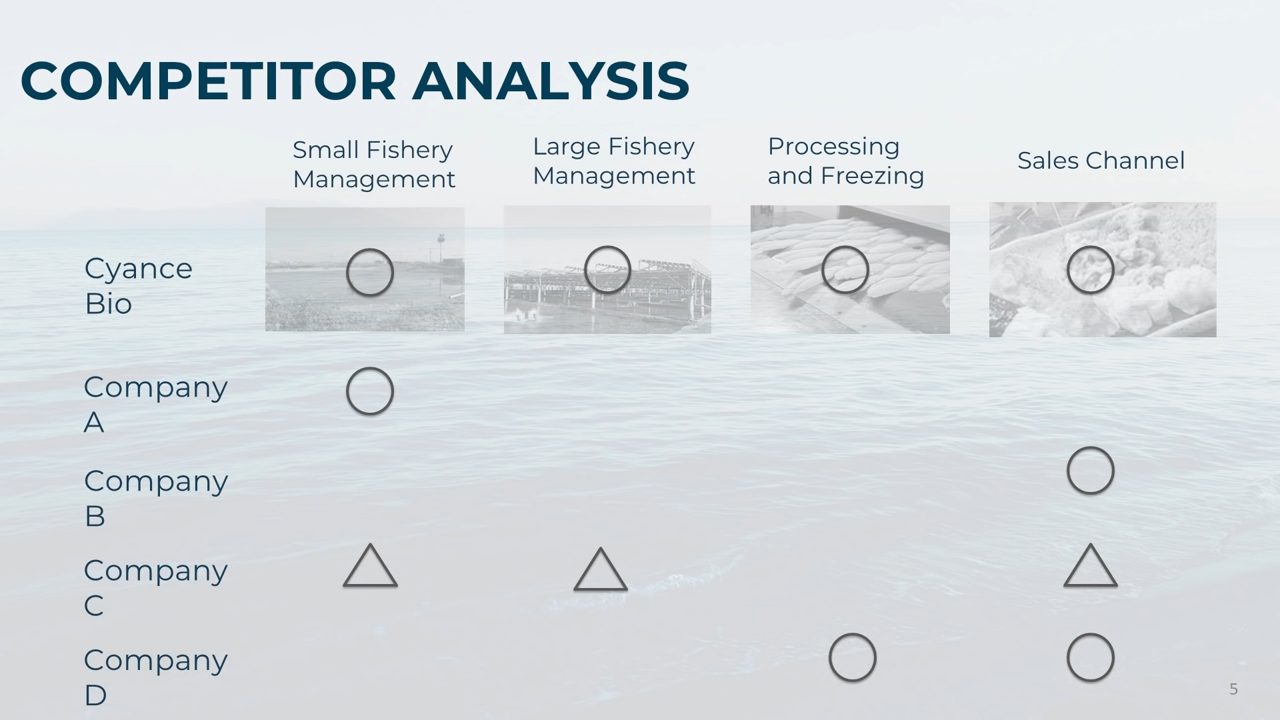 COMPETITOR ANALYSIS
Small Fishery
Management
Large Fishery
Management
Processing
and Freezing
Sales Channel
Cyance
Bio
Company
A
Company
B
Company
C
Company
D
5